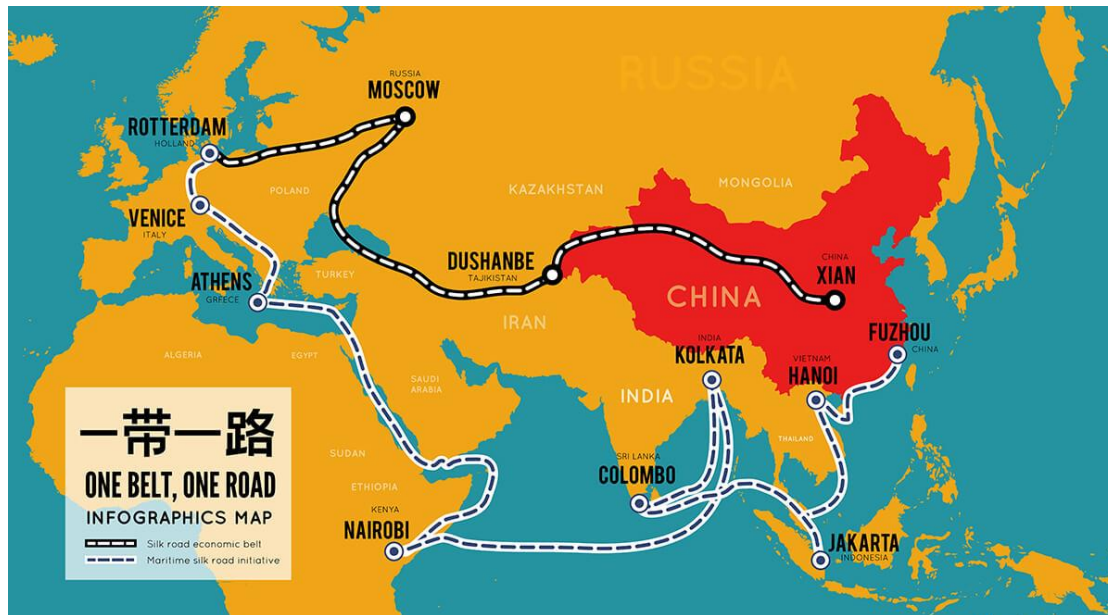 RUSSIA
RUSSIA
MOSCOW
ROTTERDAM
HOLLAND
POLAND
KAZAKHSTAN
MONGOLIA
VENICE
ITALY
DUSHANBE
TAJIKISTAN
CHINA
XIAN
ATHENS
GRFECE
TURKEY
CHINA
IRAN
FUZHOU
CHINA
INDIA
KOLKATA
VIETNAM
HANOI
ALGERIA
EGYPT
SAUDI
ARABIA
INDIA
THAILAND
SUDAN
SRI LANKA
COLOMBO
ETHIOPIA
KENYA
NAIROBI
JAKARTA
INDONESIA
一带一路
ONE BELT, ONE ROAD
INFOGRAPHICS MAP
Silk road economic belt
Maritime silk road initiative